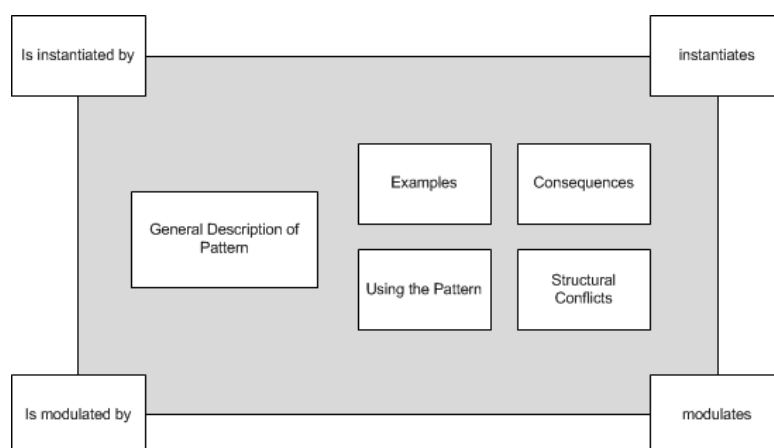 Is instantiated by
instantiates
Examples
Consequences
General Description of
Pattern
Using the Pattern
Structural
Conflicts
Is modulated by
modulates